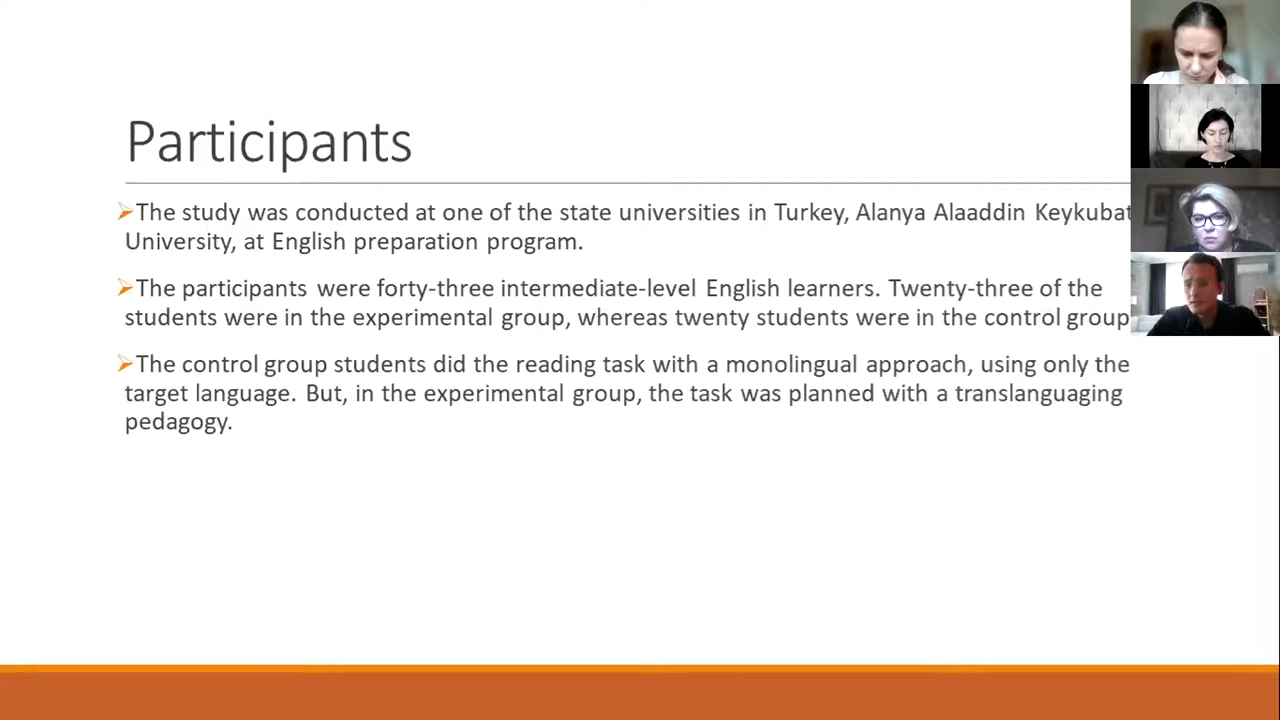 Participants
The study was conducted at one of the state universities in Turkey, Alanya Alaaddin Keykubat
University, at English preparation program.
The participants were forty-three intermediate-level English learners. Twenty-three of the
students were in the experimental group, whereas twenty students were in the control group
The control group students did the reading task with a monolingual approach, using only the
target language. But, in the experimental group, the task was planned with a translanguaging
pedagogy.